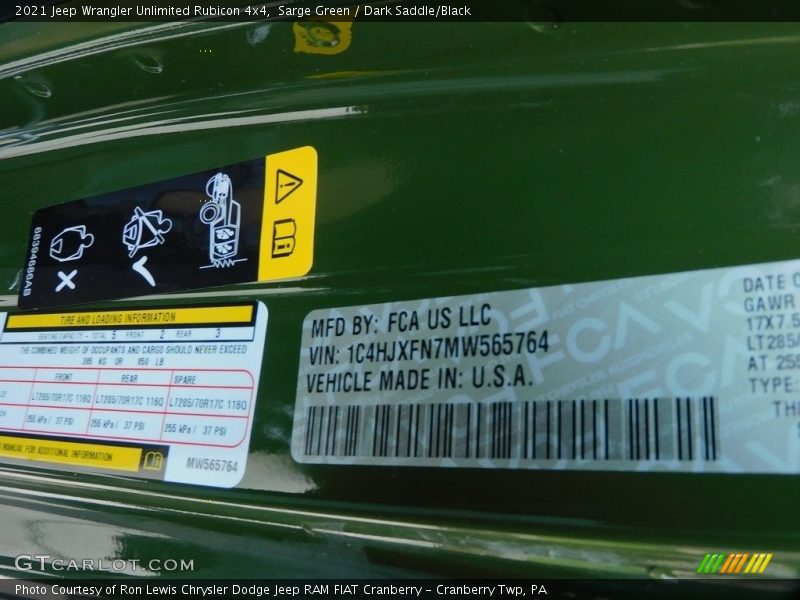 2021 Jeep Wrangler Unlimited Rubicon 4x4, Sarge Green / Dark Saddle/Black
68394686AB
TIRE AND LOADING INFORMATION
SEATING CAPACITY - TOTAL 5 FRONT 2 REAR 3
THE COMBINED WEIGHT OF OCCUPANTS AND CARGO SHOULD NEVER EXCEED
385 KG OR 850 LB
FRONT REAR SPARE
LT285/70R17C 116Q LT285/70R17C 116Q LT285/70R17C 116Q
255 kPa / 37 PSI 255 kPa / 37 PSI 255 kPa / 37 PSI
MANUAL FOR ADDITIONAL INFORMATION
MW565764
MFD BY: FCA US LLC
VIN: 1C4HJXFN7MW565764
VEHICLE MADE IN: U.S.A.
DATE O
GAWR
17X7.5
LT285/
AT 255
TYPE:
TH
GTCARLOT.COM
Photo Courtesy of Ron Lewis Chrysler Dodge Jeep RAM FIAT Cranberry - Cranberry Twp, PA